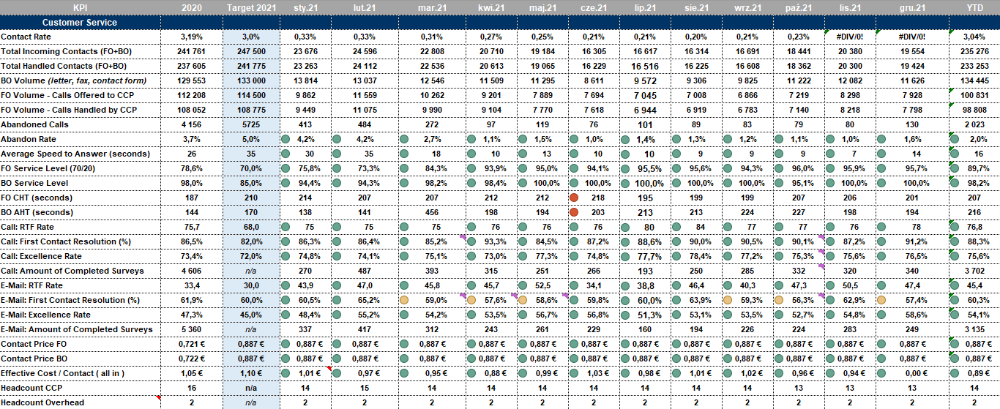 KPI 2020 Target 2021 sty.21 lut.21 mar.21 kwi.21 maj.21 cze.21 lip.21 sie.21 wrz.21 paź.21 lis.21 gru.21 YTD
Customer Service
Contact Rate 3,19% 3,0% 0,33% 0,33% 0,31% 0,27% 0,25% 0,21% 0,21% 0,20% 0,21% 0,23% #DIV/0! #DIV/0! 3,04%
Total Incoming Contacts (FO+BO) 241 761 247 500 23 676 24 596 22 808 20 710 19 184 16 305 16 617 16 314 16 691 18 441 20 380 19 554 235 276
Total Handled Contacts (FO+BO) 237 605 241 775 23 263 24 112 22 536 20 613 19 065 16 229 16 516 16 225 16 608 18 362 20 300 19 424 233 253
BO Volume (letter, fax, contact form) 129 553 133 000 13 814 13 037 12 546 11 509 11 295 8 611 9 572 9 306 9 825 11 222 12 082 11 626 134 445
FO Volume - Calls Offered to CCP 112 208 114 500 9 862 11 559 10 262 9 201 7 889 7 694 7 045 7 008 6 866 7 219 8 298 7 928 100 831
FO Volume - Calls Handled by CCP 108 052 108 775 9 449 11 075 9 990 9 104 7 770 7 618 6 944 6 919 6 783 7 140 8 218 7 798 98 808
Abandoned Calls 4 156 5725 413 484 272 97 119 76 101 89 83 79 80 130 2 023
Abandon Rate 3,7% 5,0% 4,2% 4,2% 2,7% 1,1% 1,5% 1,0% 1,4% 1,3% 1,2% 1,1% 1,0% 1,6% 2,0%
Average Speed to Answer (seconds) 26 35 30 35 18 10 13 10 10 9 9 9 7 14 16
FO Service Level (70/20) 78,6% 70,0% 75,8% 73,3% 84,3% 93,9% 95,0% 94,1% 95,5% 95,6% 94,3% 96,0% 95,9% 95,7% 89,7%
BO Service Level 98,0% 85,0% 94,4% 94,3% 98,2% 98,4% 100,0% 100,0% 100,0% 100,0% 100,0% 95,1% 100,0% 100,0% 98,2%
FO CHT (seconds) 187 210 214 207 207 212 212 218 195 199 199 207 206 201 207
BO AHT (seconds) 144 170 138 141 456 198 194 203 213 213 224 227 198 194 216
Call: RTF Rate 75,7 68,0 75 75 75 76 76 76 80 84 77 77 76 78 76,8
Call: First Contact Resolution (%) 86,5% 82,0% 86,3% 86,4% 85,2% 93,3% 84,5% 87,2% 88,6% 90,0% 90,5% 90,1% 87,2% 91,2% 88,3%
Call: Excellence Rate 73,4% 72,0% 74,8% 74,1% 75,1% 73,0% 77,3% 74,8% 77,7% 78,4% 77,2% 75,3% 75,6% 76,5% 75,6%
Call: Amount of Completed Surveys 4 606 n/a 270 487 393 315 251 266 193 250 285 332 320 340 3 702
E-Mail: RTF Rate 33,4 30,0 43,9 47,0 45,8 45,7 52,5 34,1 38,8 46,4 40,3 47,3 50,5 47,4 45,4
E-Mail: First Contact Resolution (%) 61,9% 60,0% 60,5% 65,2% 59,0% 57,6% 58,6% 59,8% 60,0% 63,9% 59,3% 56,3% 62,9% 57,4% 60,3%
E-Mail: Excellence Rate 47,3% 45,0% 48,4% 55,2% 54,2% 53,5% 56,7% 56,8% 51,3% 53,1% 53,5% 52,7% 54,8% 58,6% 54,1%
E-Mail: Amount of Completed Surveys 5 360 n/a 337 417 312 243 261 229 160 194 226 224 283 249 3 135
Contact Price FO 0,721 € 0,887 € 0,887 € 0,887 € 0,887 € 0,887 € 0,887 € 0,887 € 0,887 € 0,887 € 0,887 € 0,887 € 0,887 € 0,887 € 0,887 €
Contact Price BO 0,722 € 0,887 € 0,887 € 0,887 € 0,887 € 0,887 € 0,887 € 0,887 € 0,887 € 0,887 € 0,887 € 0,887 € 0,887 € 0,887 € 0,887 €
Effective Cost / Contact ( all in ) 1,05 € 1,10 € 1,01 € 0,97 € 0,95 € 0,88 € 0,99 € 1,03 € 0,98 € 1,01 € 1,02 € 0,96 € 0,94 € 0,00 € 0,89 €
Headcount CCP 16 n/a 14 15 14 14 14 14 14 14 14 13 13 13 14
Headcount Overhead 2 n/a 2 2 2 2 2 2 2 2 2 2 2 2 2